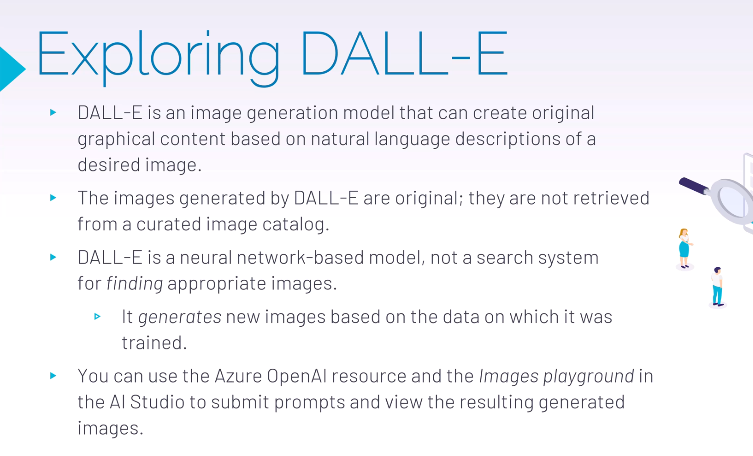 Exploring DALL-E
DALL-E is an image generation model that can create original
graphical content based on natural language descriptions of a
desired image.
The images generated by DALL-E are original; they are not retrieved
from a curated image catalog.
DALL-E is a neural network-based model, not a search system
for finding appropriate images.
It generates new images based on the data on which it was
trained.
You can use the Azure OpenAI resource and the Images playground in
the AI Studio to submit prompts and view the resulting generated
images.